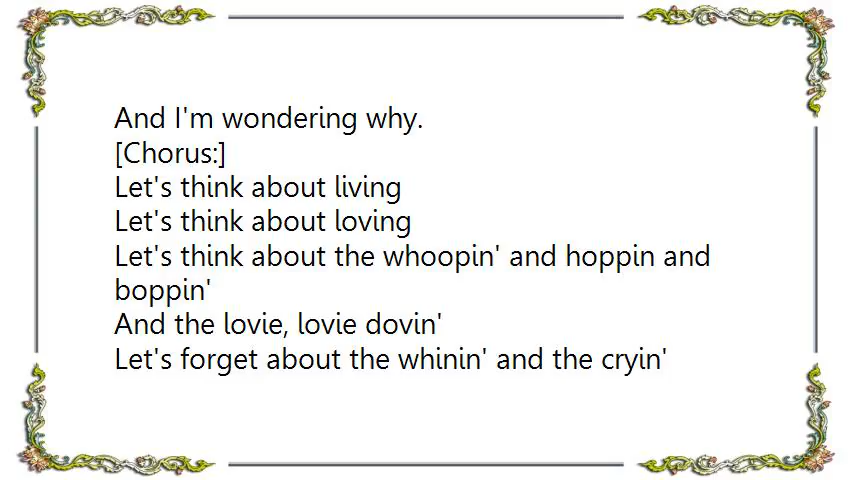 And I'm wondering why.
[Chorus:]
Let's think about living
Let's think about loving
Let's think about the whoopin' and hoppin and
boppin'
And the lovie, lovie dovin'
Let's forget about the whinin' and the cryin'